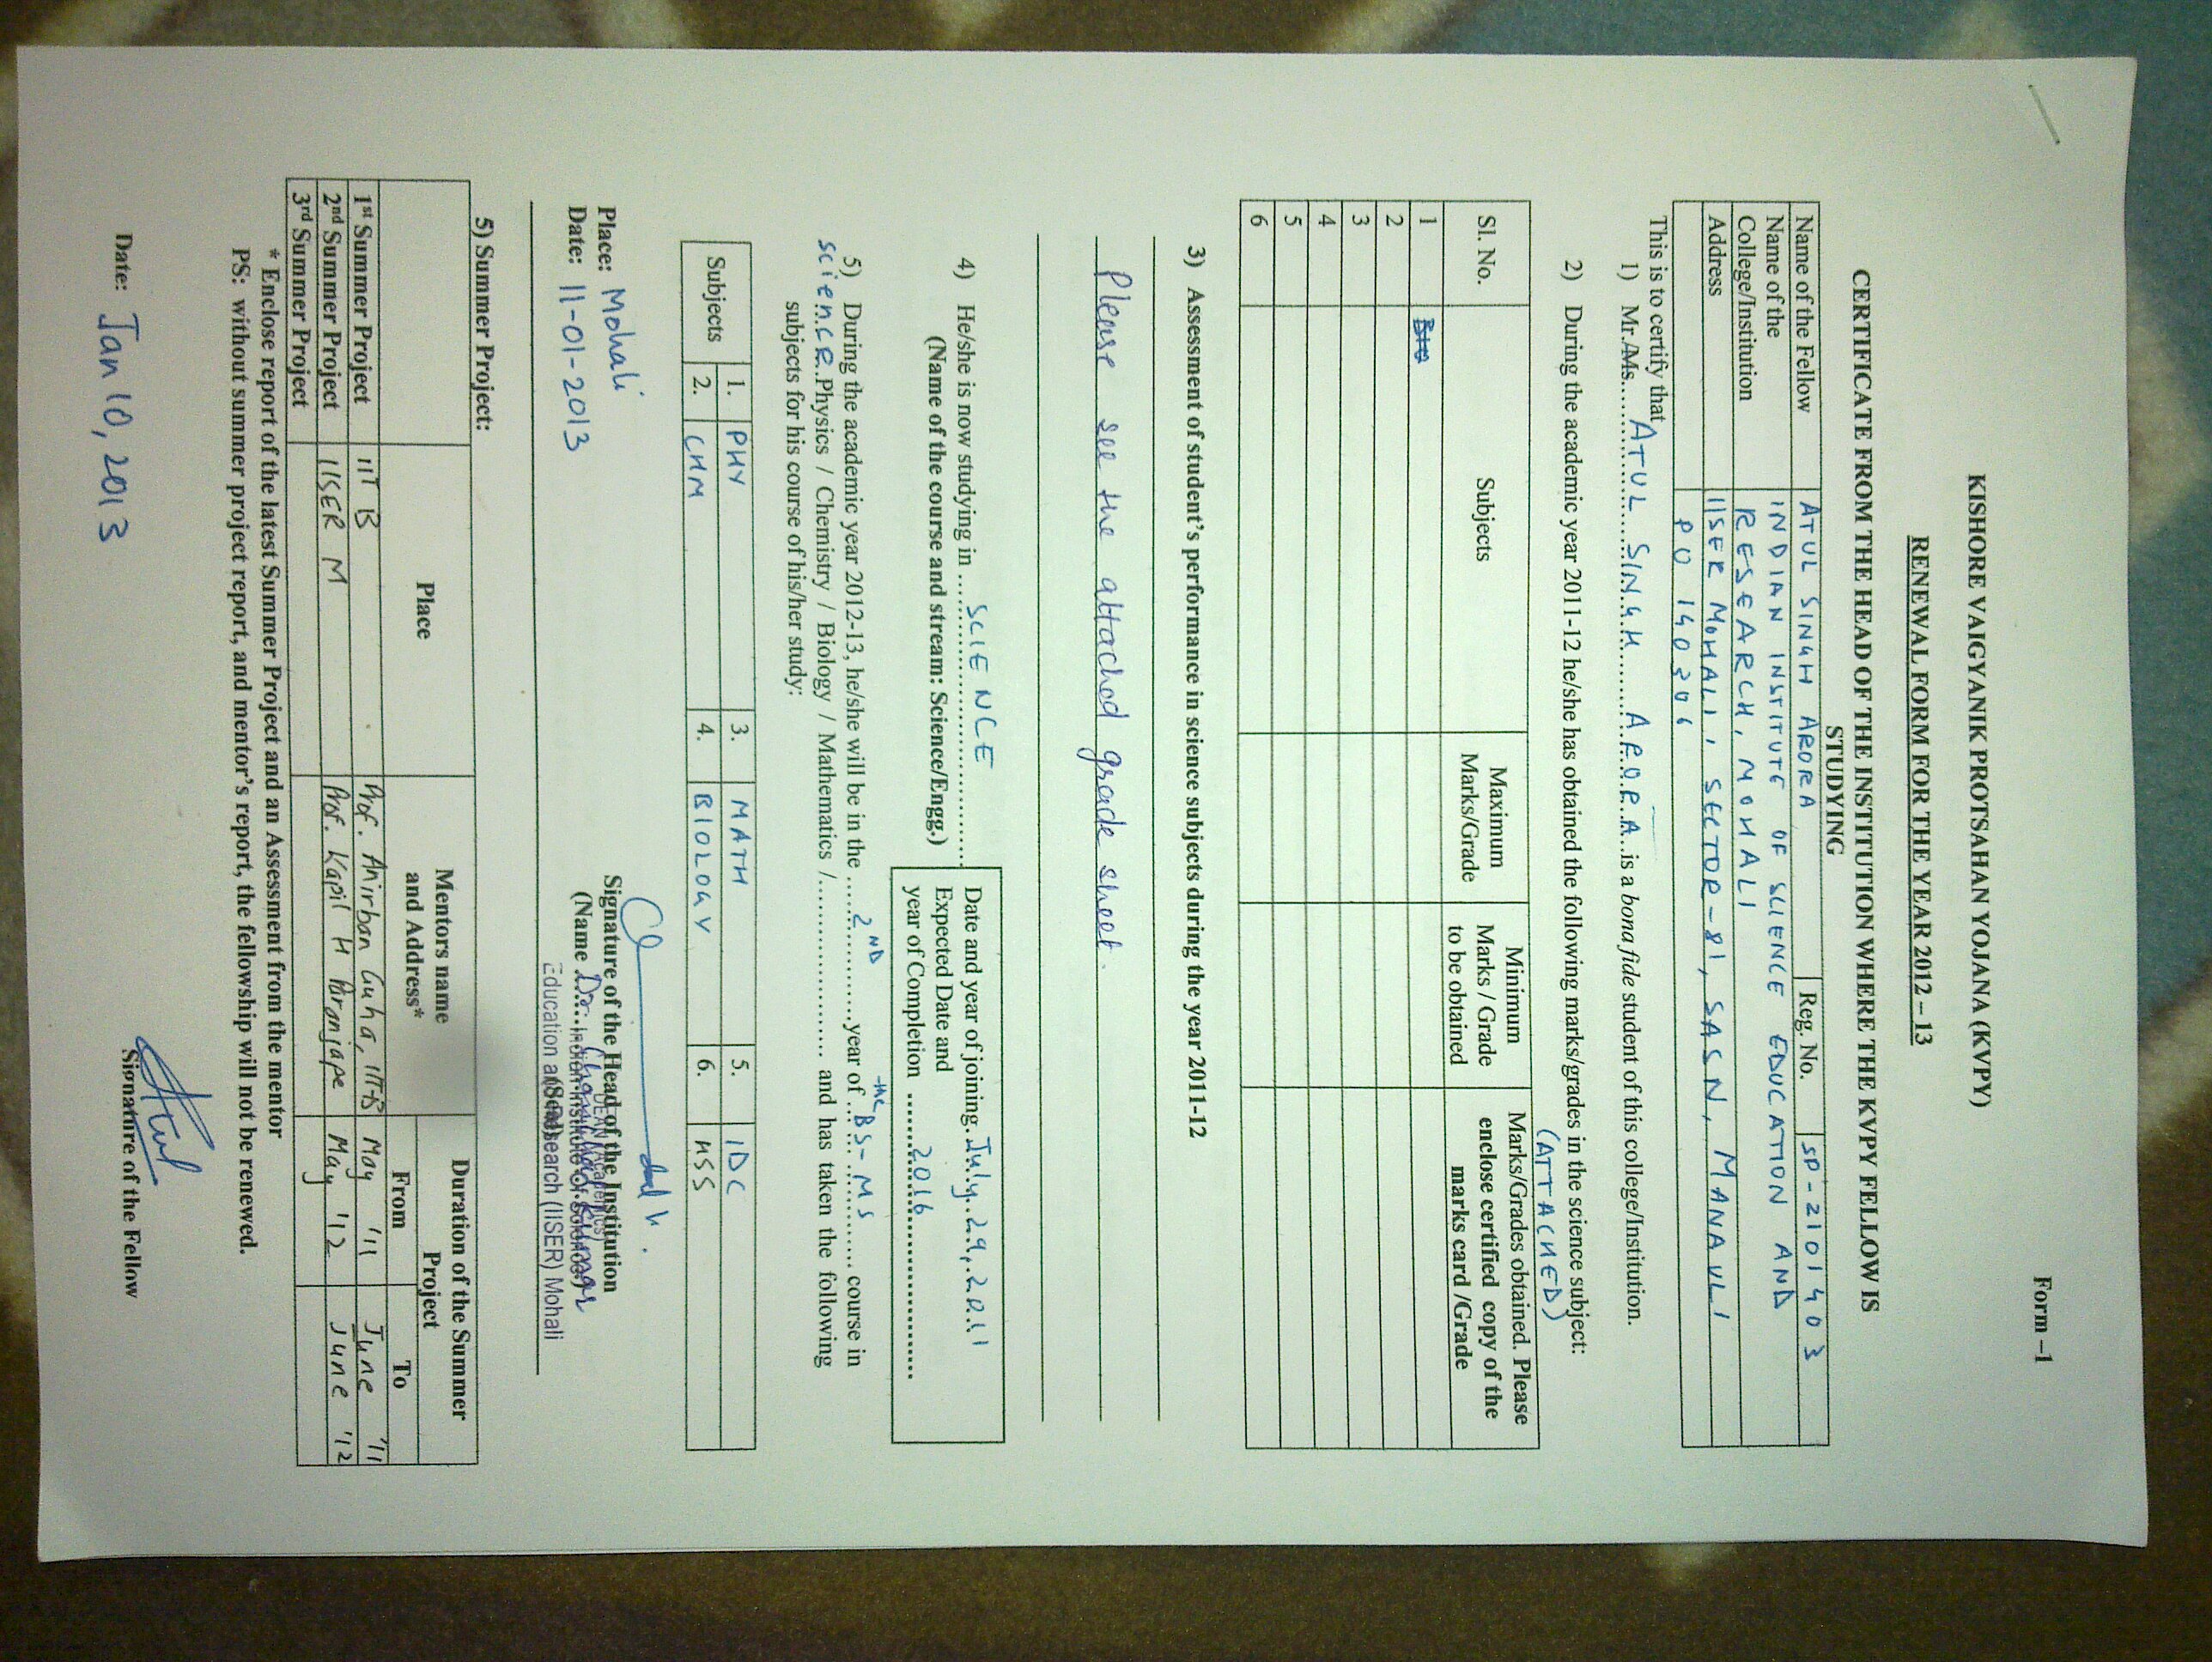 Form –1
KISHORE VAIGYANIK PROTSAHAN YOJANA (KVPY)
RENEWAL FORM FOR THE YEAR 2012 – 13
CERTIFICATE FROM THE HEAD OF THE INSTITUTION WHERE THE KVPY FELLOW IS
STUDYING
Name of the Fellow ATUL SINGH ARORA Reg. No. SP-2101403
Name of the INDIAN INSTITUTE OF SCIENCE EDUCATION AND
College/Institution RESEARCH, MOHALI
Address IISER MOHALI, SECTOR-81, SASN, MANAULI
PO 140306
This is to certify that
1) Mr./Ms. ATUL SINGH ARORA is a bona fide student of this college/Institution.
2) During the academic year 2011-12 he/she has obtained the following marks/grades in the science subject:
(ATTACHED)
Sl. No. Subjects Maximum Marks/Grade Minimum Marks / Grade to be obtained Marks/Grades obtained. Please enclose certified copy of the marks card /Grade
1 Bio
2
3
4
5
6
3) Assessment of student's performance in science subjects during the year 2011-12
Please see the attached grade sheet.
4) He/she is now studying in SCIENCE
(Name of the course and stream: Science/Engg.)
Date and year of joining. July 29, 2011
Expected Date and
year of Completion 2016
5) During the academic year 2012-13, he/she will be in the 2ND year of the BS-MS course in
science Physics / Chemistry / Biology / Mathematics / and has taken the following
subjects for his course of his/her study:
Subjects 1. PHY 3. MATH 5. IDC
2. CHM 4. BIOLOGY 6. HSS
Place: Mohali
Date: 11-01-2013
Signature of the Head of the Institution
(Name Dr.
DEAN (Academics)
Indian Institute of Science
(Seal)
Education and Research (IISER) Mohali
5) Summer Project:
Place Mentors name and Address* Duration of the Summer Project
From To
1st Summer Project IIT B Prof. Anirban Guha, IIT-B May '11 June '11
2nd Summer Project IISER M Prof. Kapil H Paranjape May '12 June '12
3rd Summer Project
* Enclose report of the latest Summer Project and an Assessment from the mentor
PS: without summer project report, and mentor's report, the fellowship will not be renewed.
Date: Jan 10, 2013
Atul
Signature of the Fellow